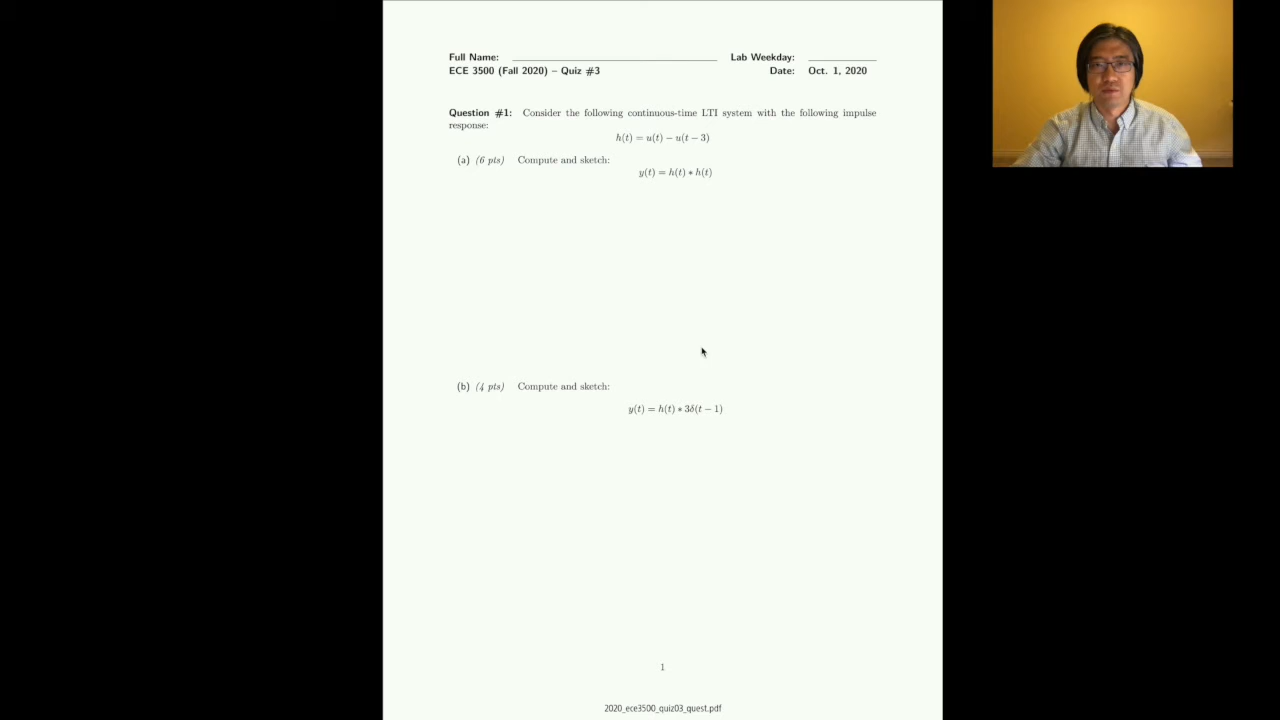 Full Name: Lab Weekday:
ECE 3500 (Fall 2020) – Quiz #3 Date: Oct. 1, 2020
Question #1: Consider the following continuous-time LTI system with the following impulse
response:
h(t) = u(t) − u(t − 3)
(a) (6 pts) Compute and sketch:
y(t) = h(t) ∗ h(t)
(b) (4 pts) Compute and sketch:
y(t) = h(t) ∗ 3δ(t − 1)
1
2020_ece3500_quiz03_quest.pdf